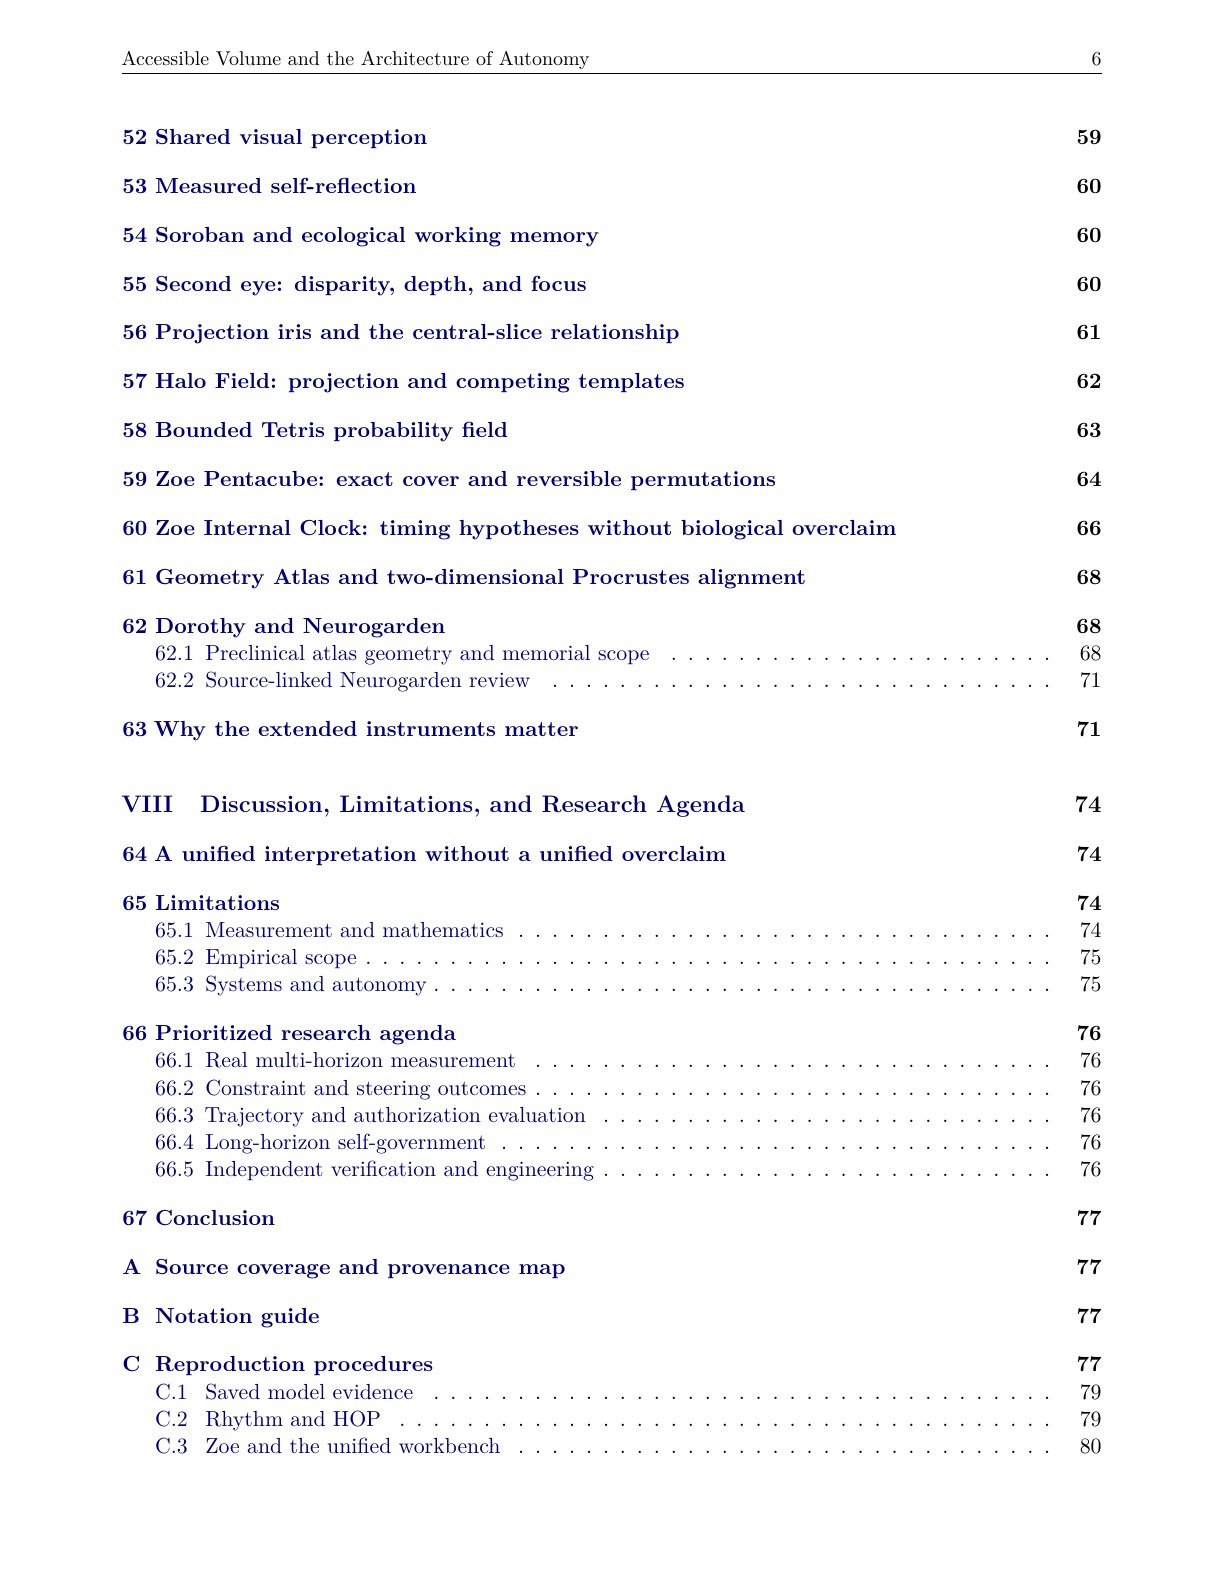 Accessible Volume and the Architecture of Autonomy 6
52 Shared visual perception 59
53 Measured self-reflection 60
54 Soroban and ecological working memory 60
55 Second eye: disparity, depth, and focus 60
56 Projection iris and the central-slice relationship 61
57 Halo Field: projection and competing templates 62
58 Bounded Tetris probability field 63
59 Zoe Pentacube: exact cover and reversible permutations 64
60 Zoe Internal Clock: timing hypotheses without biological overclaim 66
61 Geometry Atlas and two-dimensional Procrustes alignment 68
62 Dorothy and Neurogarden 68
62.1 Preclinical atlas geometry and memorial scope . . . . . . . . . . . . . . . . . . . . . . . 68
62.2 Source-linked Neurogarden review . . . . . . . . . . . . . . . . . . . . . . . . . . . . . . 71
63 Why the extended instruments matter 71
VIII Discussion, Limitations, and Research Agenda 74
64 A unified interpretation without a unified overclaim 74
65 Limitations 74
65.1 Measurement and mathematics . . . . . . . . . . . . . . . . . . . . . . . . . . . . . . . . 74
65.2 Empirical scope . . . . . . . . . . . . . . . . . . . . . . . . . . . . . . . . . . . . . . . . . 75
65.3 Systems and autonomy . . . . . . . . . . . . . . . . . . . . . . . . . . . . . . . . . . . . . 75
66 Prioritized research agenda 76
66.1 Real multi-horizon measurement . . . . . . . . . . . . . . . . . . . . . . . . . . . . . . . 76
66.2 Constraint and steering outcomes . . . . . . . . . . . . . . . . . . . . . . . . . . . . . . . 76
66.3 Trajectory and authorization evaluation . . . . . . . . . . . . . . . . . . . . . . . . . . . 76
66.4 Long-horizon self-government . . . . . . . . . . . . . . . . . . . . . . . . . . . . . . . . . 76
66.5 Independent verification and engineering . . . . . . . . . . . . . . . . . . . . . . . . . . . 76
67 Conclusion 77
A Source coverage and provenance map 77
B Notation guide 77
C Reproduction procedures 77
C.1 Saved model evidence . . . . . . . . . . . . . . . . . . . . . . . . . . . . . . . . . . . . . 79
C.2 Rhythm and HOP . . . . . . . . . . . . . . . . . . . . . . . . . . . . . . . . . . . . . . . 79
C.3 Zoe and the unified workbench . . . . . . . . . . . . . . . . . . . . . . . . . . . . . . . . 80